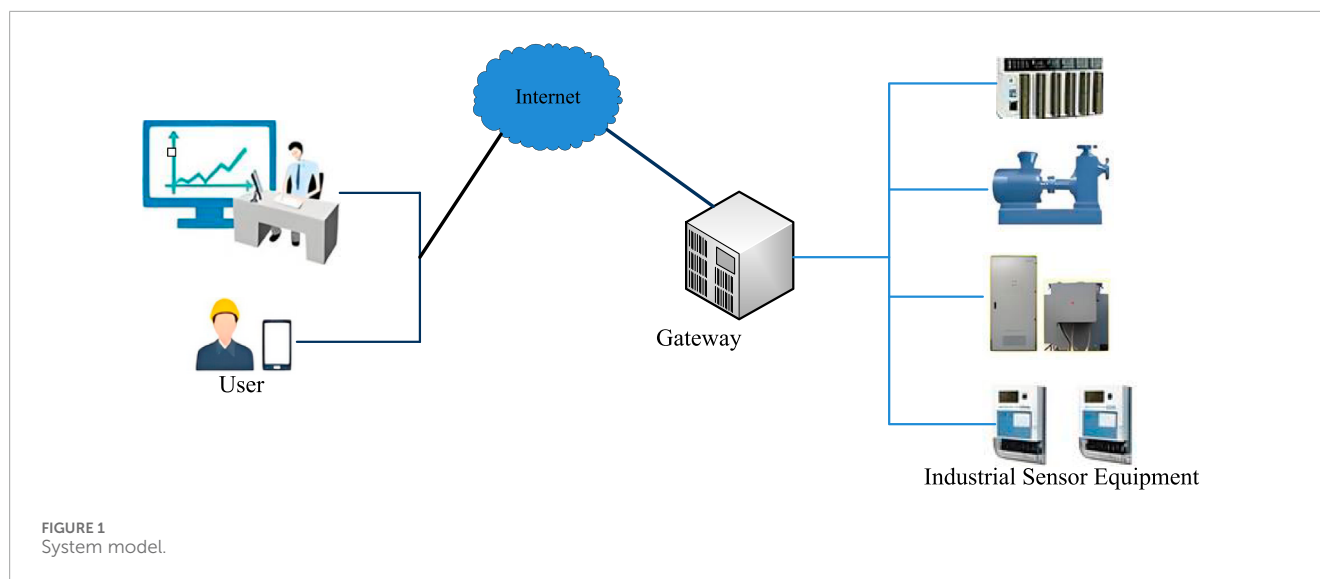 Internet
Gateway
User
Industrial Sensor Equipment
FIGURE 1
System model.